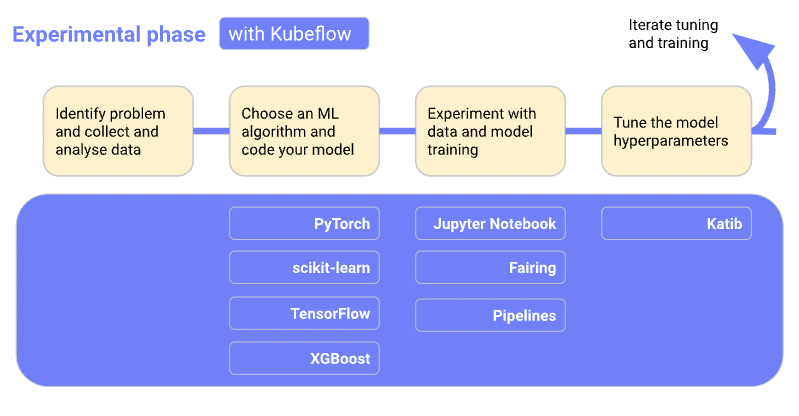 Experimental phase with Kubeflow
Iterate tuning
and training
Identify problem
and collect and
analyse data
Choose an ML
algorithm and
code your model
Experiment with
data and model
training
Tune the model
hyperparameters
PyTorch
scikit-learn
TensorFlow
XGBoost
Jupyter Notebook
Fairing
Pipelines
Katib